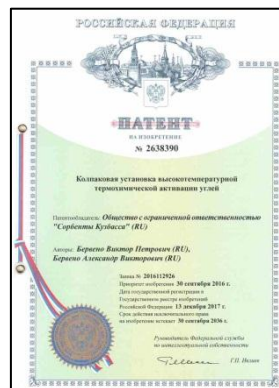 РОССИЙСКАЯ ФЕДЕРАЦИЯ
ПАТЕНТ
НА ИЗОБРЕТЕНИЕ
№ 2638390
Колпаковая установка высокотемпературной
термохимической активации углей
Патентообладатель: Общество с ограниченной ответственностью
"Сорбенты Кузбасса" (RU)
Авторы: Бервено Виктор Петрович (RU),
Бервено Александр Викторович (RU)
Заявка № 2016112926
Приоритет изобретения 30 сентября 2016 г.
Дата государственной регистрации в
Государственном реестре изобретений
Российской Федерации 13 декабря 2017 г.
Срок действия исключительного права
на изобретение истекает 30 сентября 2036 г.
Руководитель Федеральной службы
по интеллектуальной собственности
Г.П. Ивлиев